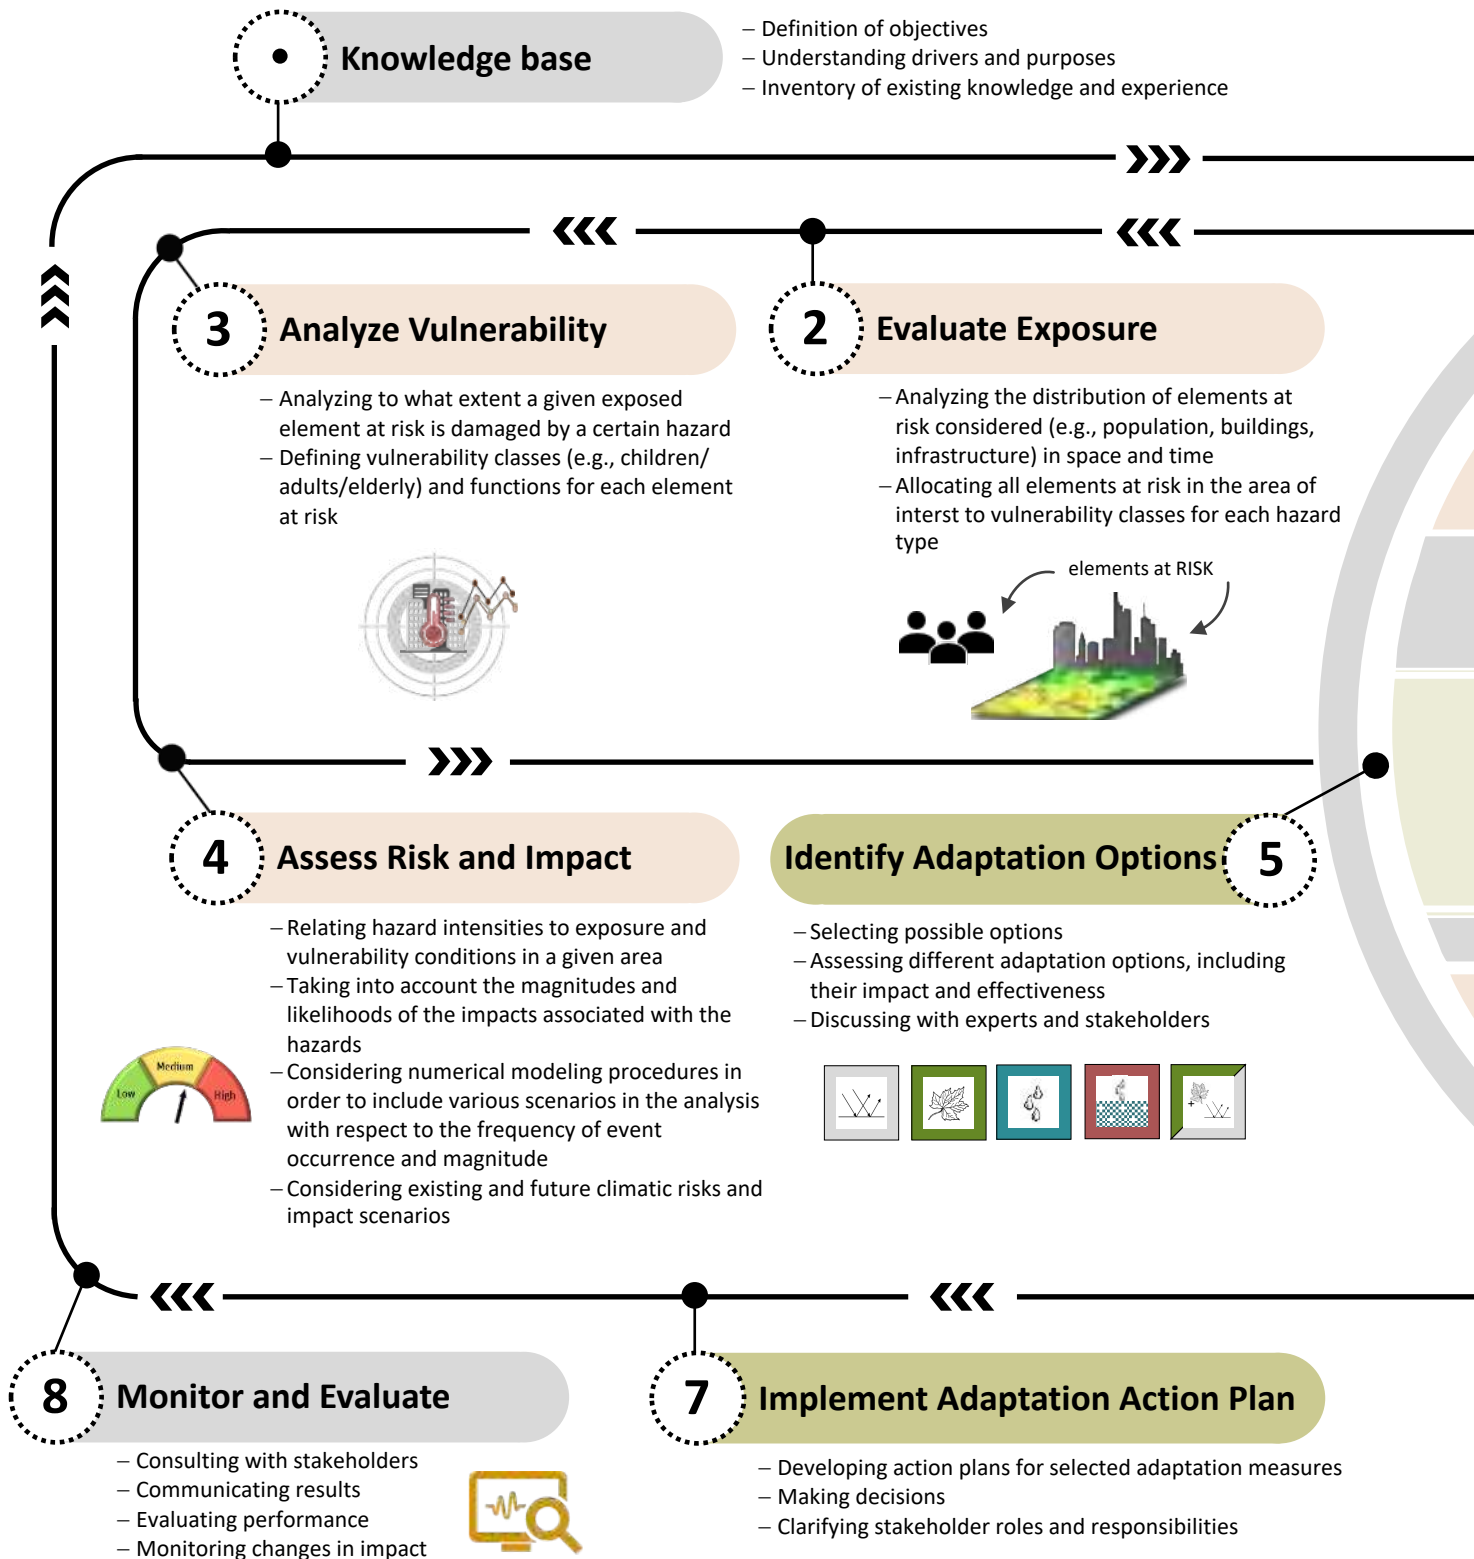 Knowledge base
– Definition of objectives
– Understanding drivers and purposes
– Inventory of existing knowledge and experience
3 Analyze Vulnerability
– Analyzing to what extent a given exposed
element at risk is damaged by a certain hazard
– Defining vulnerability classes (e.g., children/
adults/elderly) and functions for each element
at risk
2 Evaluate Exposure
– Analyzing the distribution of elements at
risk considered (e.g., population, buildings,
infrastructure) in space and time
– Allocating all elements at risk in the area of
interst to vulnerability classes for each hazard
type
elements at RISK
4 Assess Risk and Impact
– Relating hazard intensities to exposure and
vulnerability conditions in a given area
– Taking into account the magnitudes and
likelihoods of the impacts associated with the
hazards
– Considering numerical modeling procedures in
order to include various scenarios in the analysis
with respect to the frequency of event
occurrence and magnitude
– Considering existing and future climatic risks and
impact scenarios
Low
Medium
High
Identify Adaptation Options 5
– Selecting possible options
– Assessing different adaptation options, including
their impact and effectiveness
– Discussing with experts and stakeholders
+
8 Monitor and Evaluate
– Consulting with stakeholders
– Communicating results
– Evaluating performance
– Monitoring changes in impact
7 Implement Adaptation Action Plan
– Developing action plans for selected adaptation measures
– Making decisions
– Clarifying stakeholder roles and responsibilities